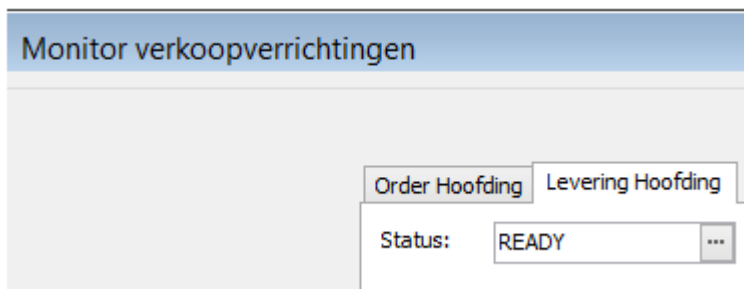 Monitor verkoopverrichtingen
Order Hoofding Levering Hoofding
Status: READY ...